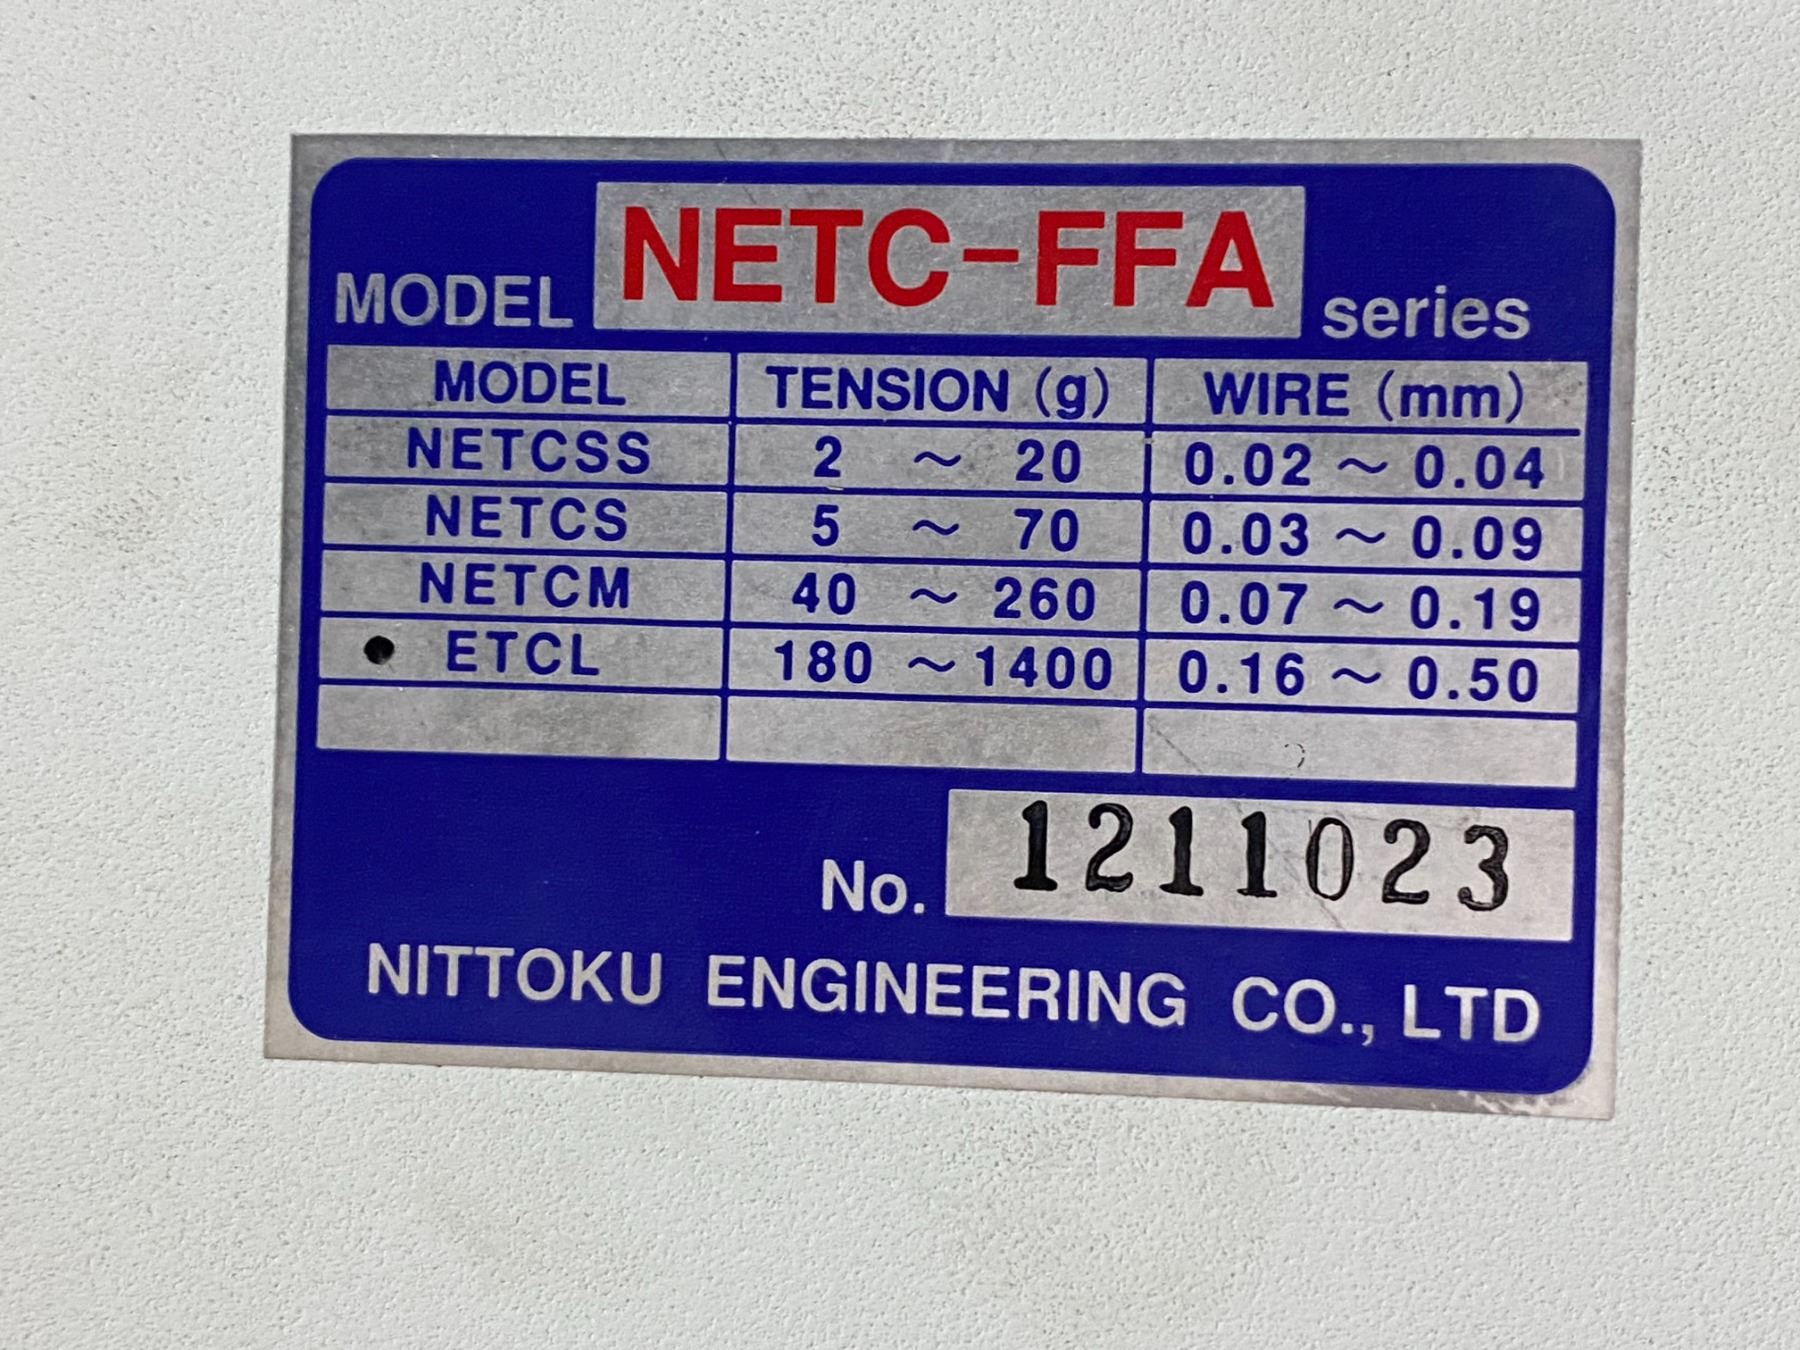 MODEL NETC-FFA series
MODEL TENSION (g) WIRE (mm)
NETCSS 2 ~ 20 0.02 ~ 0.04
NETCS 5 ~ 70 0.03 ~ 0.09
NETCM 40 ~ 260 0.07 ~ 0.19
● ETCL 180 ~ 1400 0.16 ~ 0.50
No. 1211023
NITTOKU ENGINEERING CO., LTD